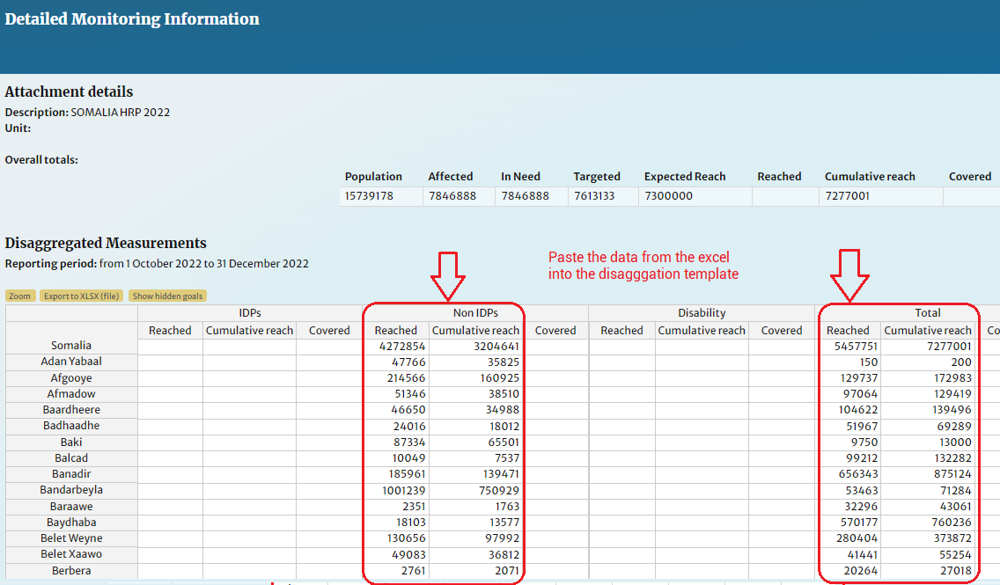 Detailed Monitoring Information
Attachment details
Description: SOMALIA HRP 2022
Unit:
Overall totals:
Population Affected In Need Targeted Expected Reach Reached Cumulative reach Covered
15739178 7846888 7846888 7613133 7300000 7277001
Disaggregated Measurements
Reporting period: from 1 October 2022 to 31 December 2022
Paste the data from the excel
into the disagggation template
Zoom Export to XLSX (file) Show hidden goals
IDPs Non IDPs Disability Total
Reached Cumulative reach Covered Reached Cumulative reach Covered Reached Cumulative reach Covered Reached Cumulative reach Co
Somalia 4272854 3204641 5457751 7277001
Adan Yabaal 47766 35825 150 200
Afgooye 214566 160925 129737 172983
Afmadow 51346 38510 97064 129419
Baardheere 46650 34988 104622 139496
Badhaadhe 24016 18012 51967 69289
Baki 87334 65501 9750 13000
Balcad 10049 7537 99212 132282
Banadir 185961 139471 656343 875124
Bandarbeyla 1001239 750929 53463 71284
Baraawe 2351 1763 32296 43061
Baydhaba 18103 13577 570177 760236
Belet Weyne 130656 97992 280404 373872
Belet Xaawo 49083 36812 41441 55254
Berbera 2761 2071 20264 27018